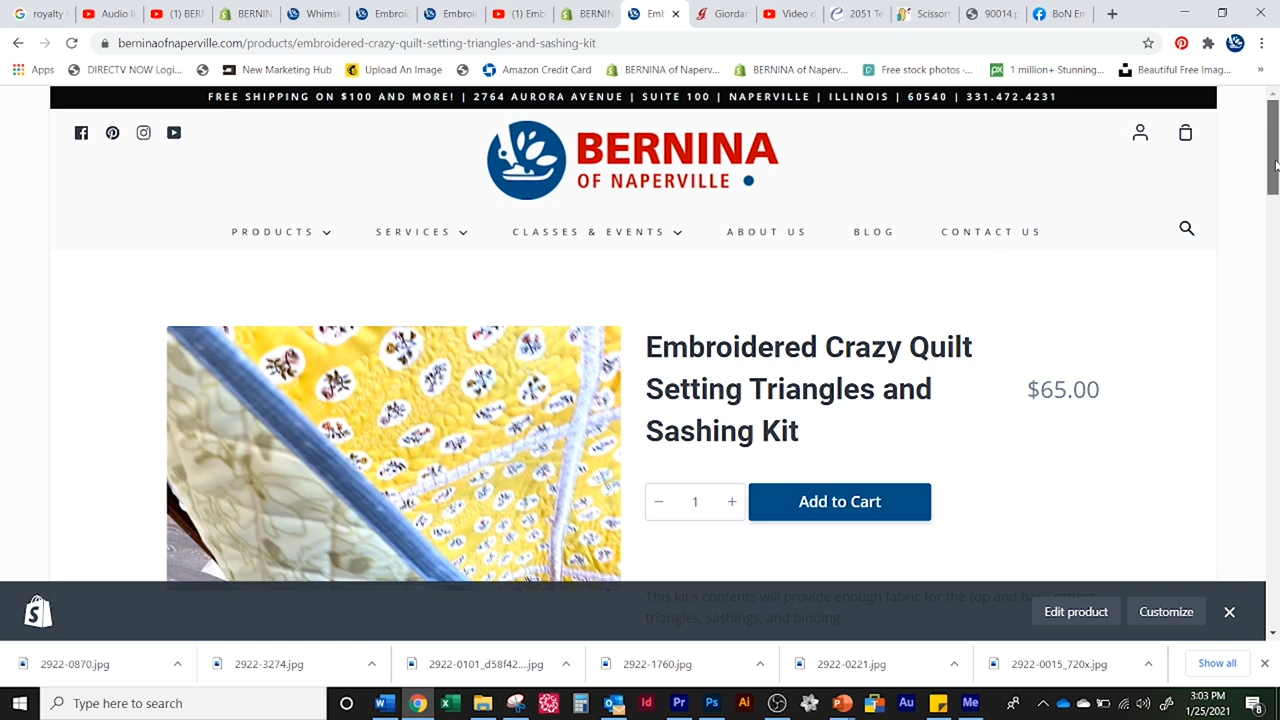 royalty
Audio l
(1) BERN
BERNIN
Whimsi
Embroid
Embroid
(1) Emb
BERNIN
Emb
Giordar
Video d
2051 Te
Scissor
90014.p
BoN Em
berninaofnaperville.com/products/embroidered-crazy-quilt-setting-triangles-and-sashing-kit
Apps
DIRECTV NOW Logi...
New Marketing Hub
Upload An Image
Amazon Credit Card
BERNINA of Naperv...
BERNINA of Naperv...
Free stock photos -...
1 million+ Stunning...
Beautiful Free Imag...
»
FREE SHIPPING ON $100 AND MORE! | 2764 AURORA AVENUE | SUITE 100 | NAPERVILLE | ILLINOIS | 60540 | 331.472.4231
BERNINA
OF NAPERVILLE
PRODUCTS
SERVICES
CLASSES & EVENTS
ABOUT US
BLOG
CONTACT US
Embroidered Crazy Quilt
Setting Triangles and
Sashing Kit
$65.00
− 1 +
Add to Cart
This kit's contents will provide enough fabric for the top and back setting
triangles, sashings, and binding.
Edit product
Customize
2922-0870.jpg
2922-3274.jpg
2922-0101_d58f42....jpg
2922-1760.jpg
2922-0221.jpg
2922-0015_720x.jpg
Show all
Type here to search
3:03 PM
1/25/2021